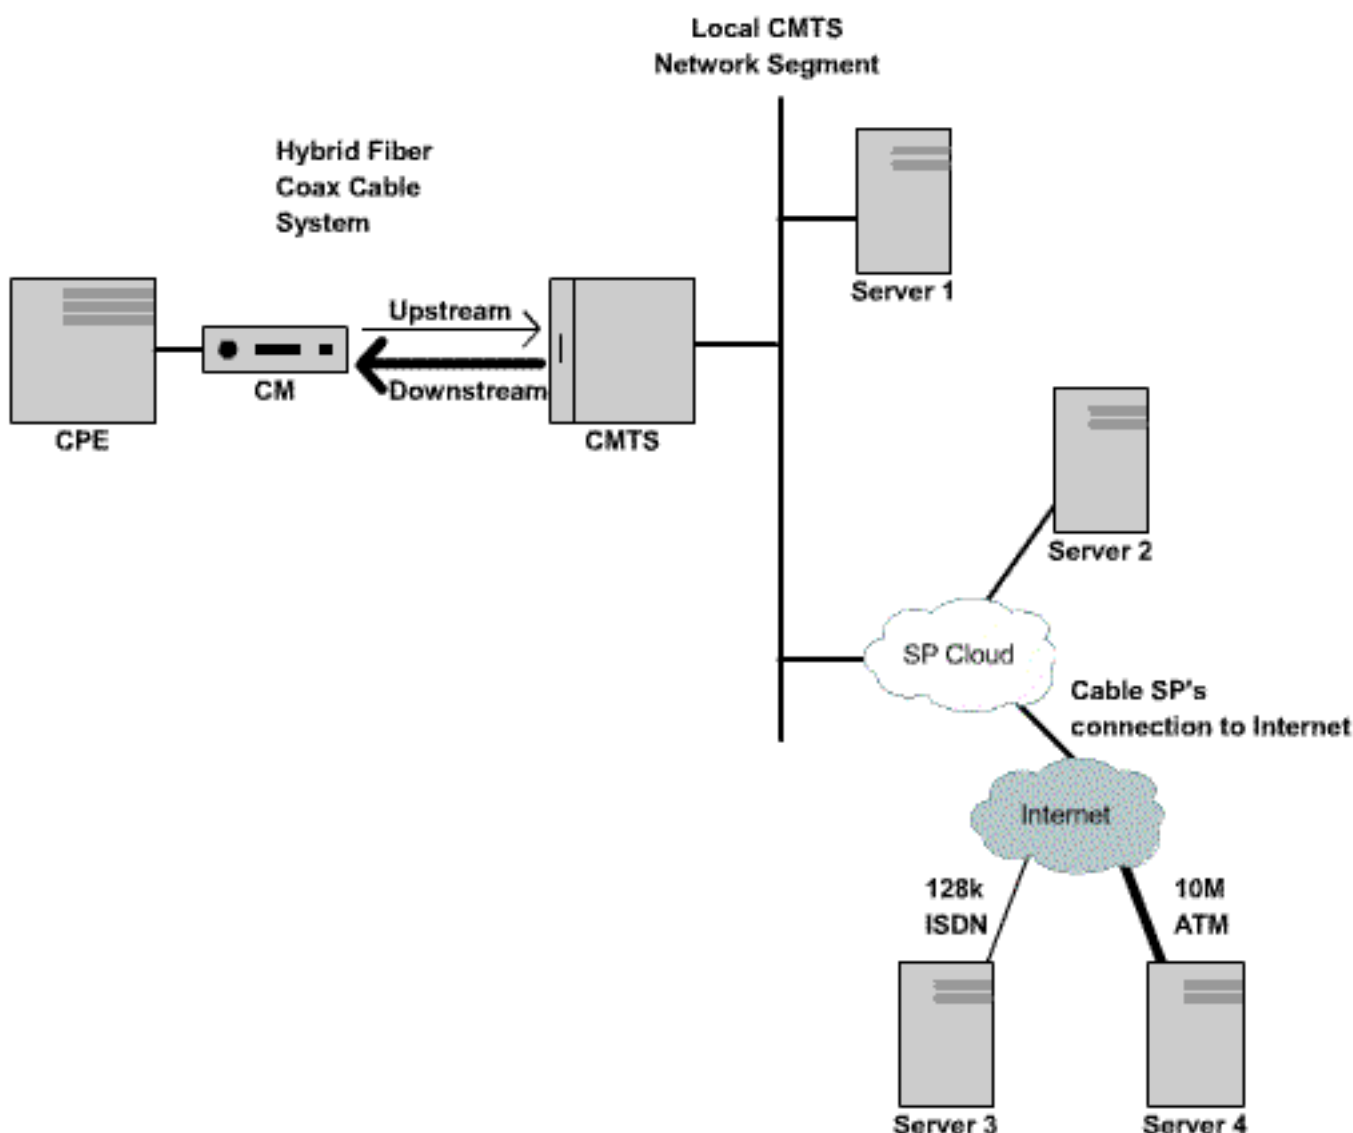 Local CMTS
Network Segment
Hybrid Fiber
Coax Cable
System
Server 1
Upstream
Downstream
CPE
CM
CMTS
Server 2
SP Cloud
Cable SP's
connection to Internet
Internet
128k
ISDN
10M
ATM
Server 3
Server 4